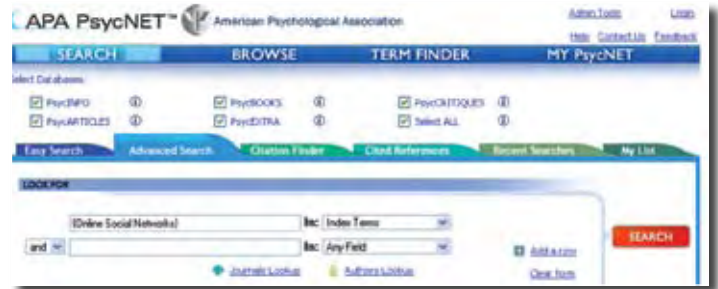 APA PsycNET™ American Psychological Association
Admin Tools Login
Help Contact Us Feedback
SEARCH BROWSE TERM FINDER MY PsycNET
Select Databases
PsycINFO PsycBOOKS PsycCRITIQUES
PsycARTICLES PsycEXTRA Select ALL
Easy Search Advanced Search Citation Finder Cited References Recent Searches My List
LOOK FOR
{Online Social Networks} In: Index Terms
and In: Any Field
Add a row
SEARCH
Journals Lookup Authors Lookup Clear form